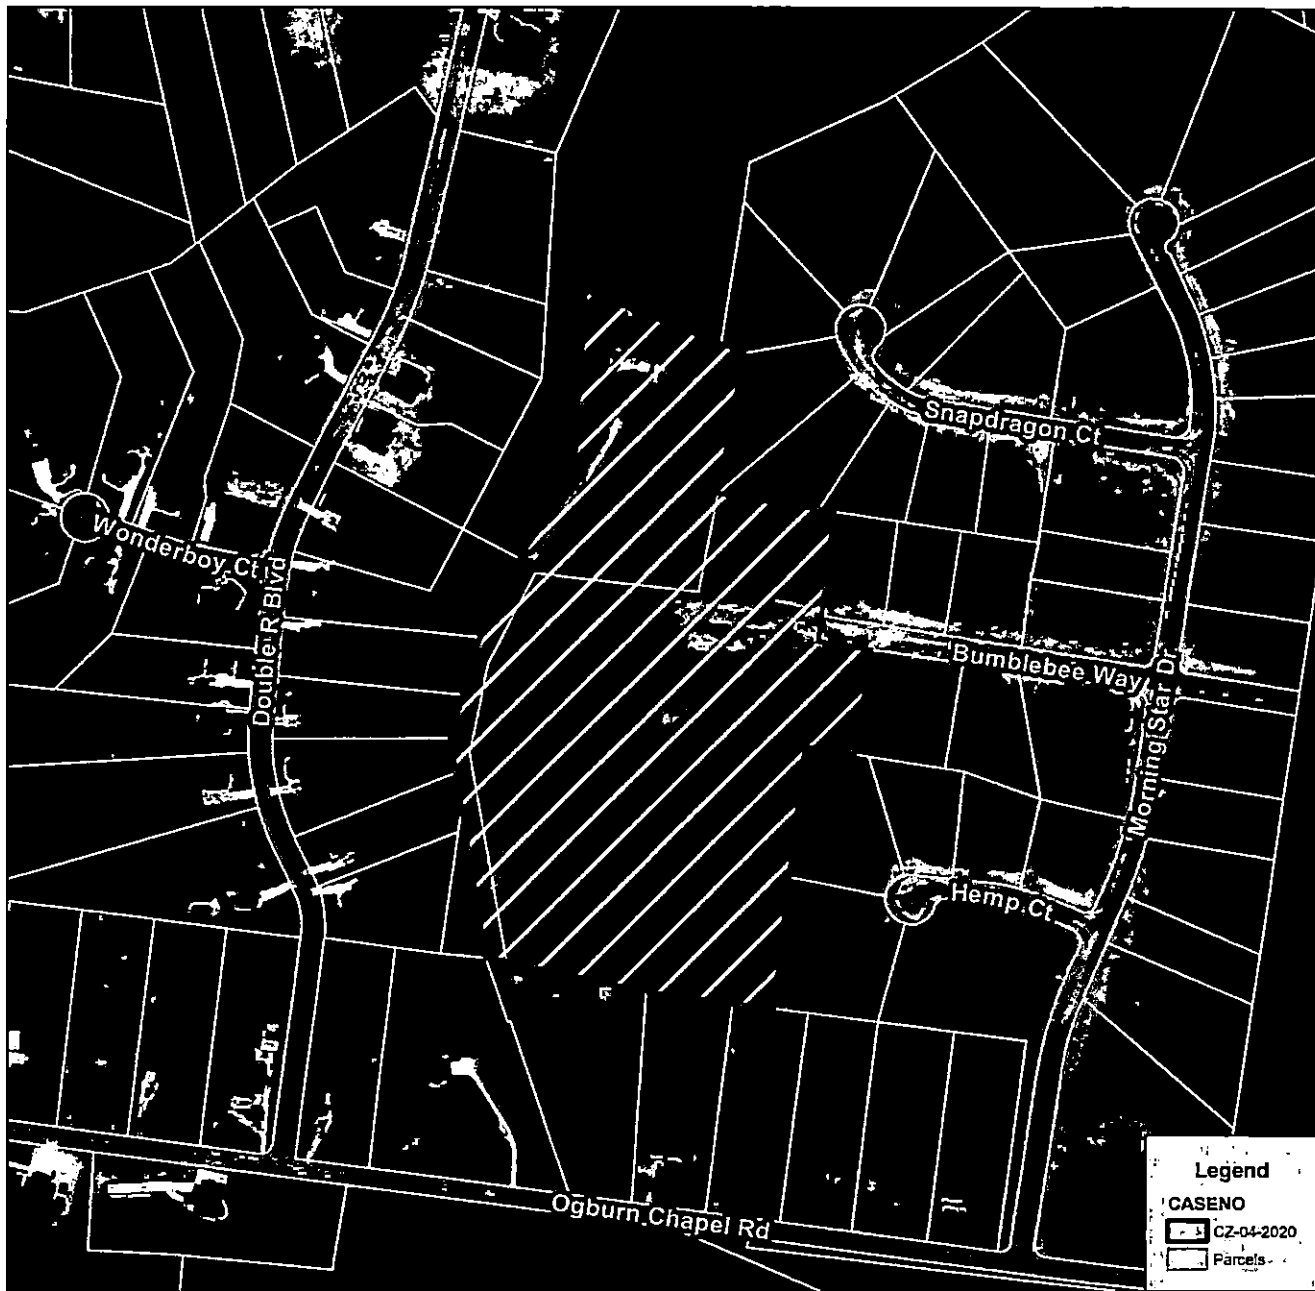 Snapdragon Ct
Wonderboy Ct
Double R Blvd
Bumblebee Way
Morning Star D
Hemp Ct
Ogburn Chapel Rd
Legend
CASENO
CZ-04-2020
Parcels